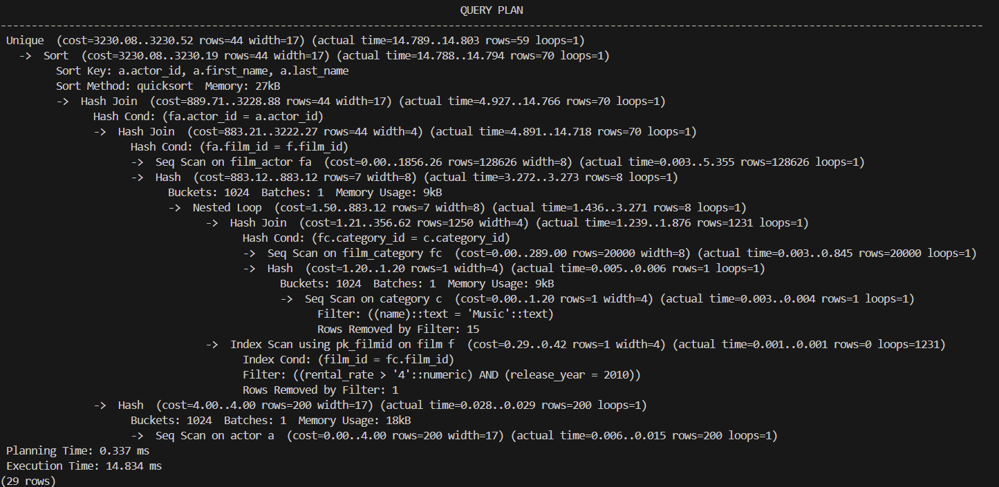 QUERY PLAN
-----------------------------------------------------------------------------------------------------------------------------------------------------------------
Unique  (cost=3230.08..3230.52 rows=44 width=17) (actual time=14.789..14.803 rows=59 loops=1)
  ->  Sort  (cost=3230.08..3230.19 rows=44 width=17) (actual time=14.788..14.794 rows=70 loops=1)
        Sort Key: a.actor_id, a.first_name, a.last_name
        Sort Method: quicksort  Memory: 27kB
        ->  Hash Join  (cost=889.71..3228.88 rows=44 width=17) (actual time=4.927..14.766 rows=70 loops=1)
              Hash Cond: (fa.actor_id = a.actor_id)
              ->  Hash Join  (cost=883.21..3222.27 rows=44 width=4) (actual time=4.891..14.718 rows=70 loops=1)
                    Hash Cond: (fa.film_id = f.film_id)
                    ->  Seq Scan on film_actor fa  (cost=0.00..1856.26 rows=128626 width=8) (actual time=0.003..5.355 rows=128626 loops=1)
                    ->  Hash  (cost=883.12..883.12 rows=7 width=8) (actual time=3.272..3.273 rows=8 loops=1)
                          Buckets: 1024  Batches: 1  Memory Usage: 9kB
                          ->  Nested Loop  (cost=1.50..883.12 rows=7 width=8) (actual time=1.436..3.271 rows=8 loops=1)
                                ->  Hash Join  (cost=1.21..356.62 rows=1250 width=4) (actual time=1.239..1.876 rows=1231 loops=1)
                                      Hash Cond: (fc.category_id = c.category_id)
                                      ->  Seq Scan on film_category fc  (cost=0.00..289.00 rows=20000 width=8) (actual time=0.003..0.845 rows=20000 loops=1)
                                      ->  Hash  (cost=1.20..1.20 rows=1 width=4) (actual time=0.005..0.006 rows=1 loops=1)
                                            Buckets: 1024  Batches: 1  Memory Usage: 9kB
                                            ->  Seq Scan on category c  (cost=0.00..1.20 rows=1 width=4) (actual time=0.003..0.004 rows=1 loops=1)
                                                  Filter: ((name)::text = 'Music'::text)
                                                  Rows Removed by Filter: 15
                                ->  Index Scan using pk_filmid on film f  (cost=0.29..0.42 rows=1 width=4) (actual time=0.001..0.001 rows=0 loops=1231)
                                      Index Cond: (film_id = fc.film_id)
                                      Filter: ((rental_rate > '4'::numeric) AND (release_year = 2010))
                                      Rows Removed by Filter: 1
              ->  Hash  (cost=4.00..4.00 rows=200 width=17) (actual time=0.028..0.029 rows=200 loops=1)
                    Buckets: 1024  Batches: 1  Memory Usage: 18kB
                    ->  Seq Scan on actor a  (cost=0.00..4.00 rows=200 width=17) (actual time=0.006..0.015 rows=200 loops=1)
Planning Time: 0.337 ms
Execution Time: 14.834 ms
(29 rows)